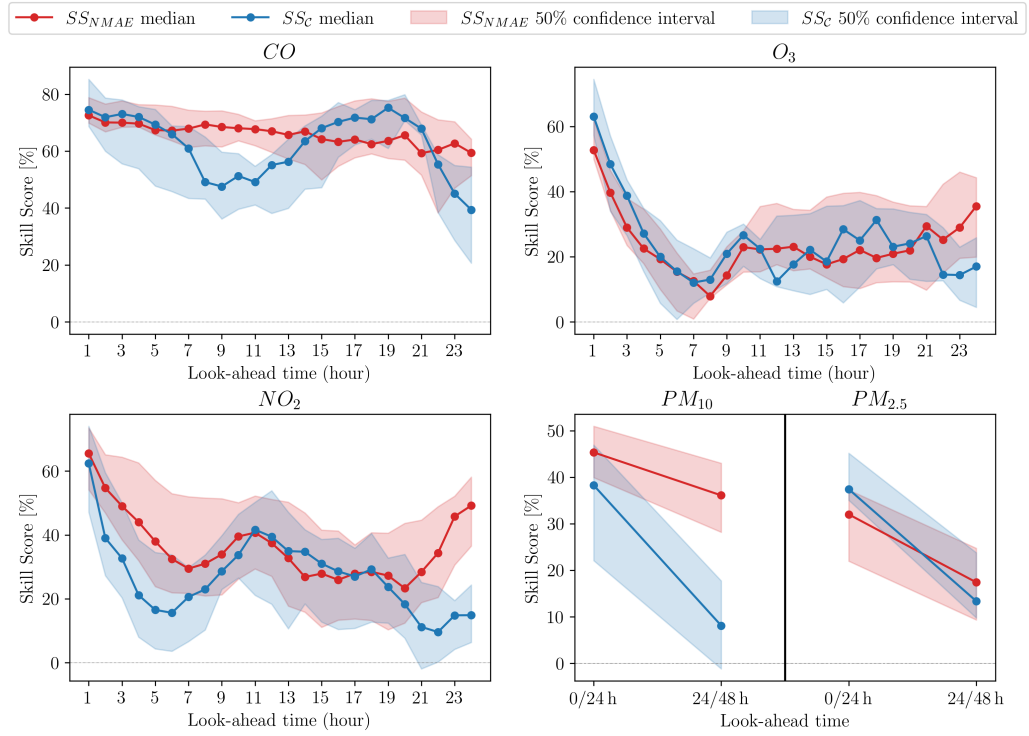 SS_NMAE median SS_C median SS_NMAE 50% confidence interval SS_C 50% confidence interval
CO
Skill Score [%]
80
60
40
20
0
1 3 5 7 9 11 13 15 17 19 21 23
Look-ahead time (hour)
O_3
Skill Score [%]
60
40
20
0
1 3 5 7 9 11 13 15 17 19 21 23
Look-ahead time (hour)
NO_2
Skill Score [%]
60
40
20
0
1 3 5 7 9 11 13 15 17 19 21 23
Look-ahead time (hour)
PM_10 PM_2.5
Skill Score [%]
50
40
30
20
10
0
0/24 h 24/48 h 0/24 h 24/48 h
Look-ahead time